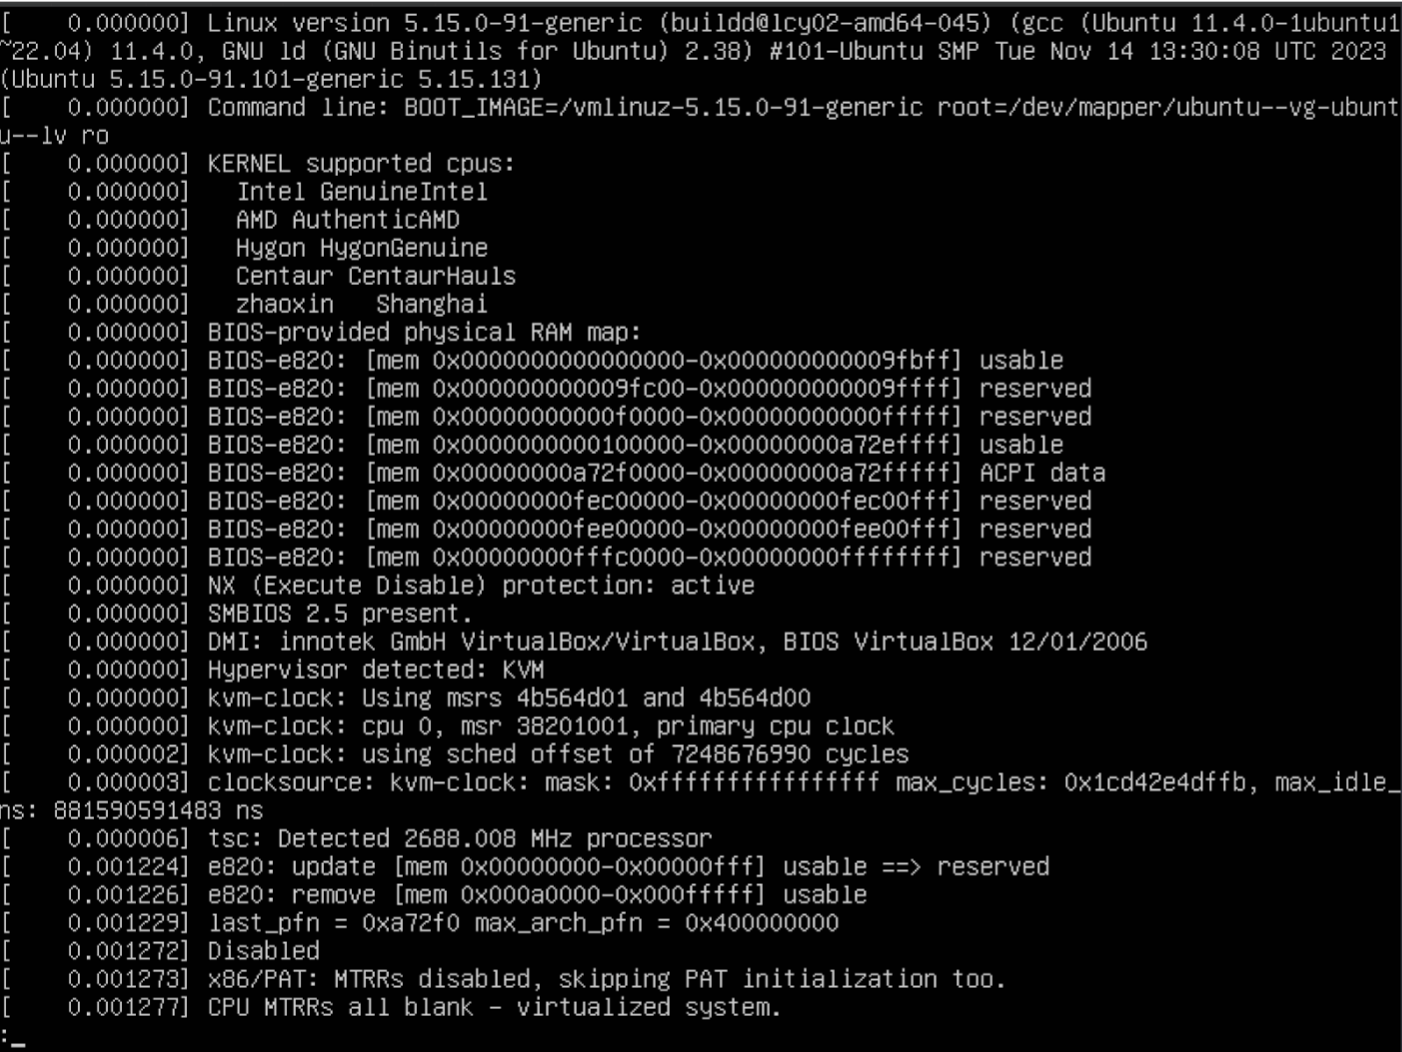 [    0.000000] Linux version 5.15.0-91-generic (buildd@lcy02-amd64-045) (gcc (Ubuntu 11.4.0-1ubuntu1
~22.04) 11.4.0, GNU ld (GNU Binutils for Ubuntu) 2.38) #101-Ubuntu SMP Tue Nov 14 13:30:08 UTC 2023
(Ubuntu 5.15.0-91.101-generic 5.15.131)
[    0.000000] Command line: BOOT_IMAGE=/vmlinuz-5.15.0-91-generic root=/dev/mapper/ubuntu--vg-ubunt
u--lv ro
[    0.000000] KERNEL supported cpus:
[    0.000000]   Intel GenuineIntel
[    0.000000]   AMD AuthenticAMD
[    0.000000]   Hygon HygonGenuine
[    0.000000]   Centaur CentaurHauls
[    0.000000]   zhaoxin   Shanghai
[    0.000000] BIOS-provided physical RAM map:
[    0.000000] BIOS-e820: [mem 0x0000000000000000-0x000000000009fbff] usable
[    0.000000] BIOS-e820: [mem 0x000000000009fc00-0x000000000009ffff] reserved
[    0.000000] BIOS-e820: [mem 0x00000000000f0000-0x00000000000fffff] reserved
[    0.000000] BIOS-e820: [mem 0x0000000000100000-0x00000000a72effff] usable
[    0.000000] BIOS-e820: [mem 0x00000000a72f0000-0x00000000a72fffff] ACPI data
[    0.000000] BIOS-e820: [mem 0x00000000fec00000-0x00000000fec00fff] reserved
[    0.000000] BIOS-e820: [mem 0x00000000fee00000-0x00000000fee00fff] reserved
[    0.000000] BIOS-e820: [mem 0x00000000fffc0000-0x00000000ffffffff] reserved
[    0.000000] NX (Execute Disable) protection: active
[    0.000000] SMBIOS 2.5 present.
[    0.000000] DMI: innotek GmbH VirtualBox/VirtualBox, BIOS VirtualBox 12/01/2006
[    0.000000] Hypervisor detected: KVM
[    0.000000] kvm-clock: Using msrs 4b564d01 and 4b564d00
[    0.000000] kvm-clock: cpu 0, msr 38201001, primary cpu clock
[    0.000002] kvm-clock: using sched offset of 7248676990 cycles
[    0.000003] clocksource: kvm-clock: mask: 0xffffffffffffffff max_cycles: 0x1cd42e4dffb, max_idle_
ns: 881590591483 ns
[    0.000006] tsc: Detected 2688.008 MHz processor
[    0.001224] e820: update [mem 0x00000000-0x00000fff] usable ==> reserved
[    0.001226] e820: remove [mem 0x000a0000-0x000fffff] usable
[    0.001229] last_pfn = 0xa72f0 max_arch_pfn = 0x400000000
[    0.001272] Disabled
[    0.001273] x86/PAT: MTRRs disabled, skipping PAT initialization too.
[    0.001277] CPU MTRRs all blank - virtualized system.
:_